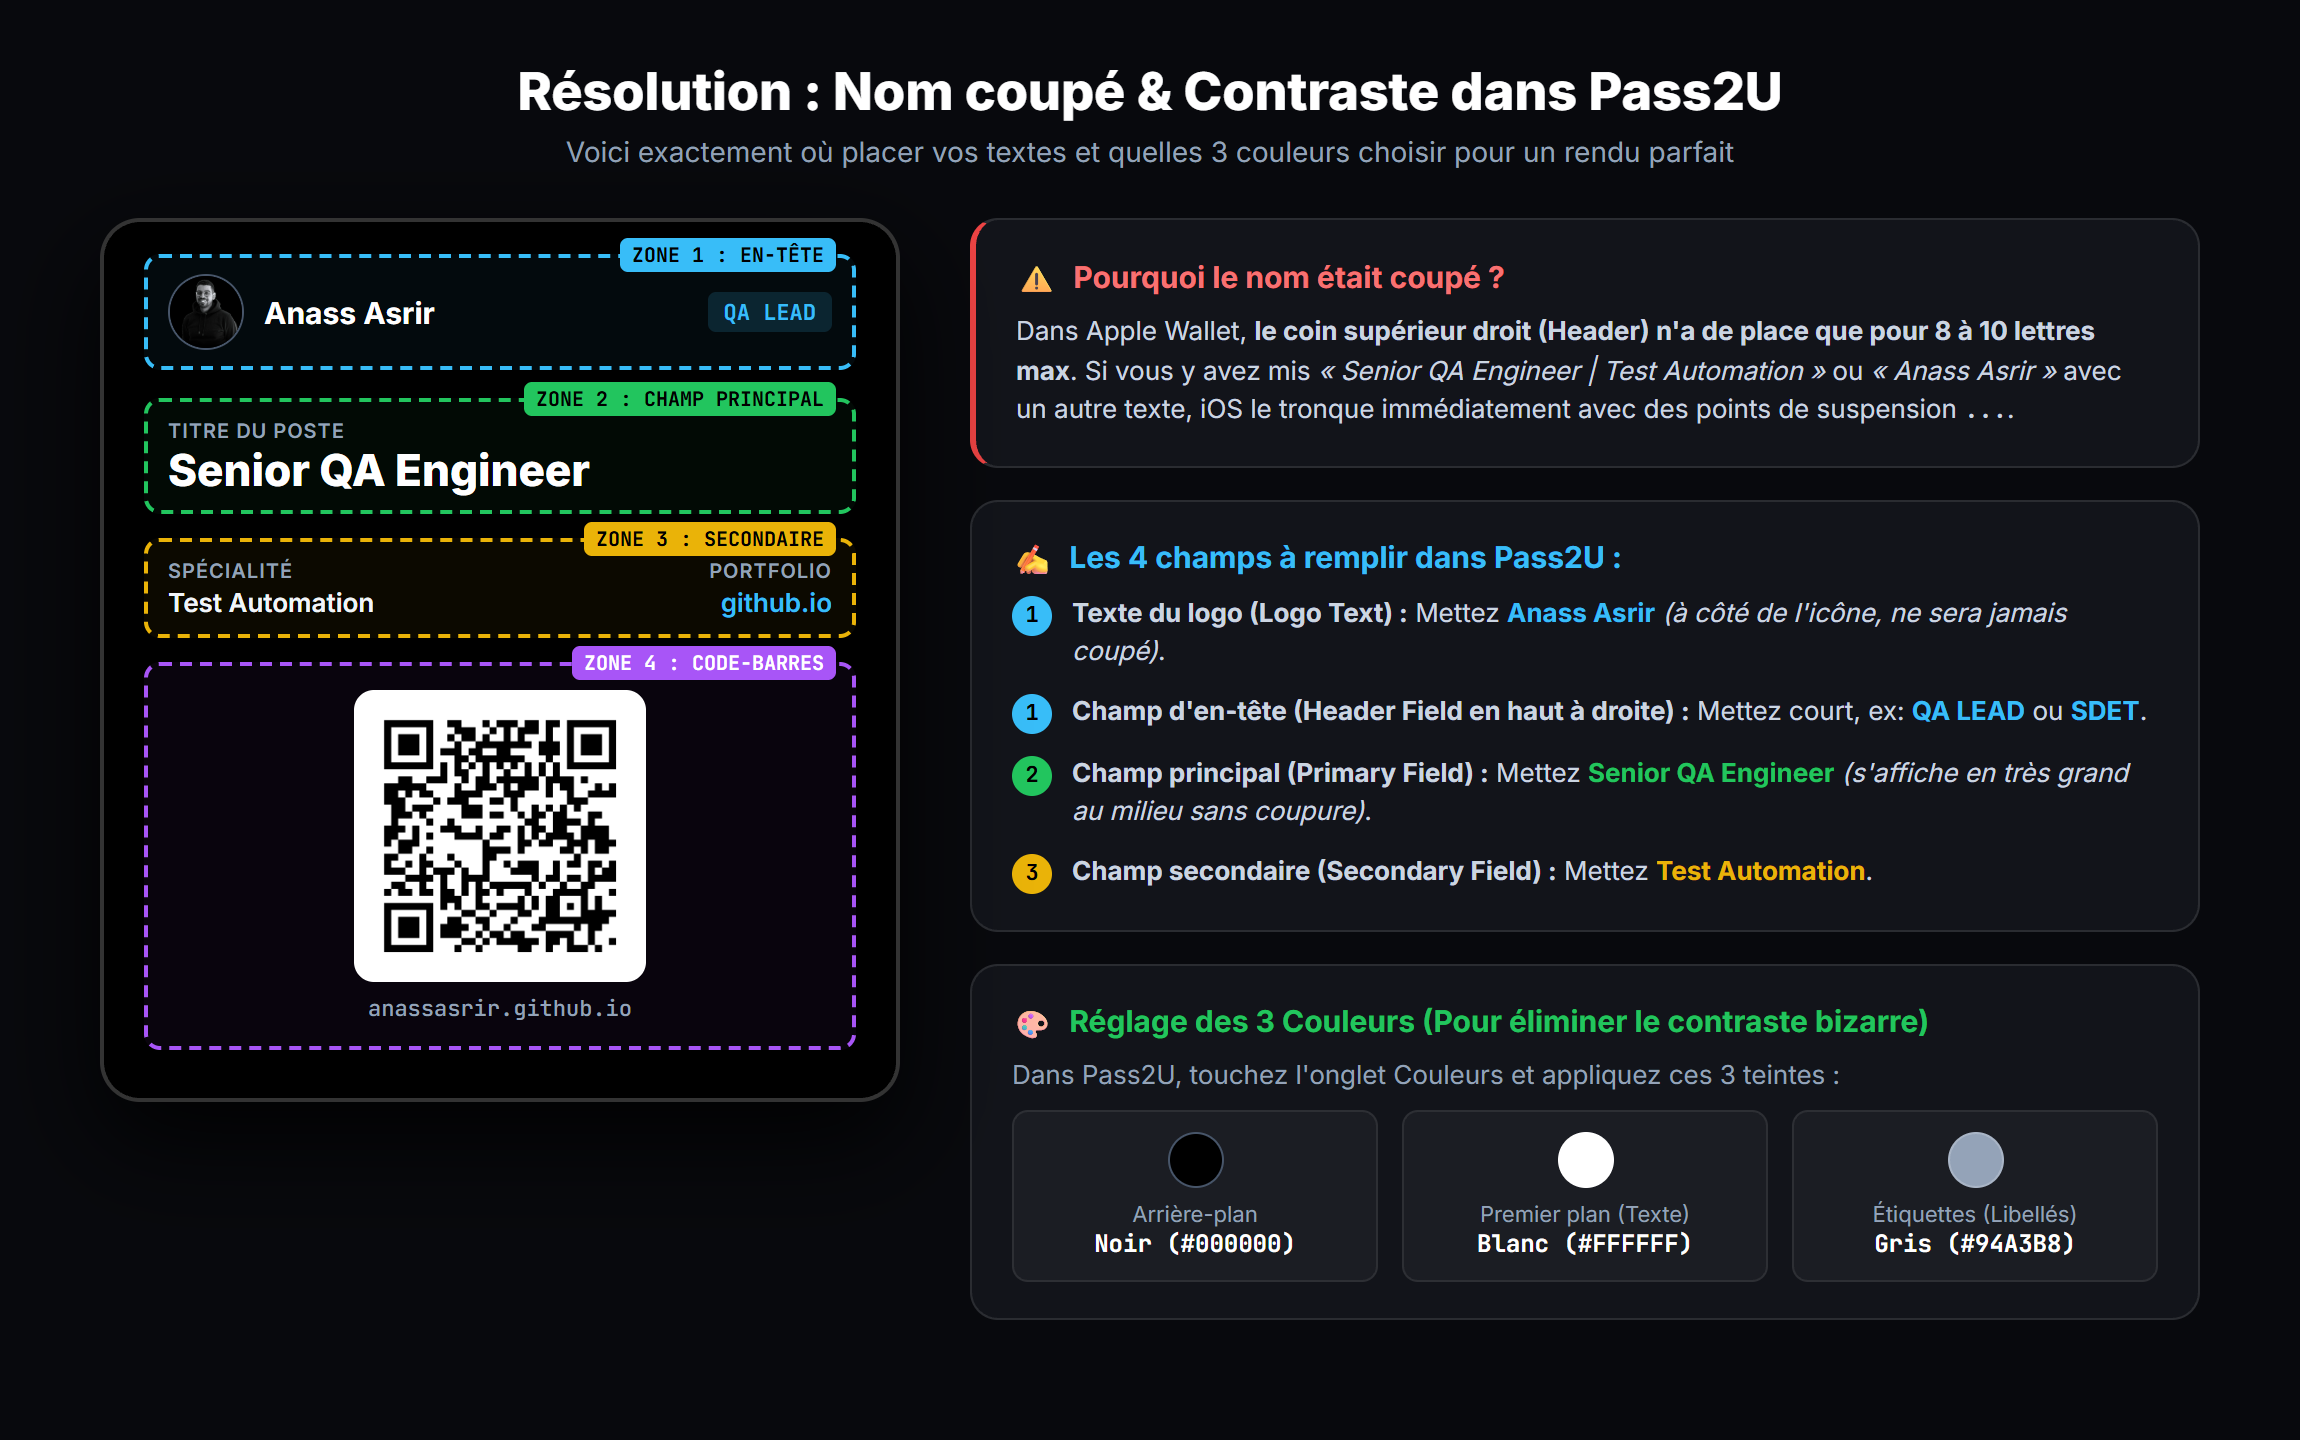 Résolution : Nom coupé & Contraste dans Pass2U
Voici exactement où placer vos textes et quelles 3 couleurs choisir pour un rendu parfait
ZONE 1 : EN-TÊTE
Anass Asrir
QA LEAD
ZONE 2 : CHAMP PRINCIPAL
TITRE DU POSTE
Senior QA Engineer
ZONE 3 : SECONDAIRE
SPÉCIALITÉ
PORTFOLIO
Test Automation
github.io
ZONE 4 : CODE-BARRES
anassasrir.github.io
⚠️ Pourquoi le nom était coupé ?
Dans Apple Wallet, le coin supérieur droit (Header) n'a de place que pour 8 à 10 lettres
max. Si vous y avez mis « Senior QA Engineer | Test Automation » ou « Anass Asrir » avec
un autre texte, iOS le tronque immédiatement avec des points de suspension ....
✍️ Les 4 champs à remplir dans Pass2U :
1 Texte du logo (Logo Text) : Mettez Anass Asrir (à côté de l'icône, ne sera jamais
coupé).
1 Champ d'en-tête (Header Field en haut à droite) : Mettez court, ex: QA LEAD ou SDET.
2 Champ principal (Primary Field) : Mettez Senior QA Engineer (s'affiche en très grand
au milieu sans coupure).
3 Champ secondaire (Secondary Field) : Mettez Test Automation.
🎨 Réglage des 3 Couleurs (Pour éliminer le contraste bizarre)
Dans Pass2U, touchez l'onglet Couleurs et appliquez ces 3 teintes :
Arrière-plan
Noir (#000000)
Premier plan (Texte)
Blanc (#FFFFFF)
Étiquettes (Libellés)
Gris (#94A3B8)